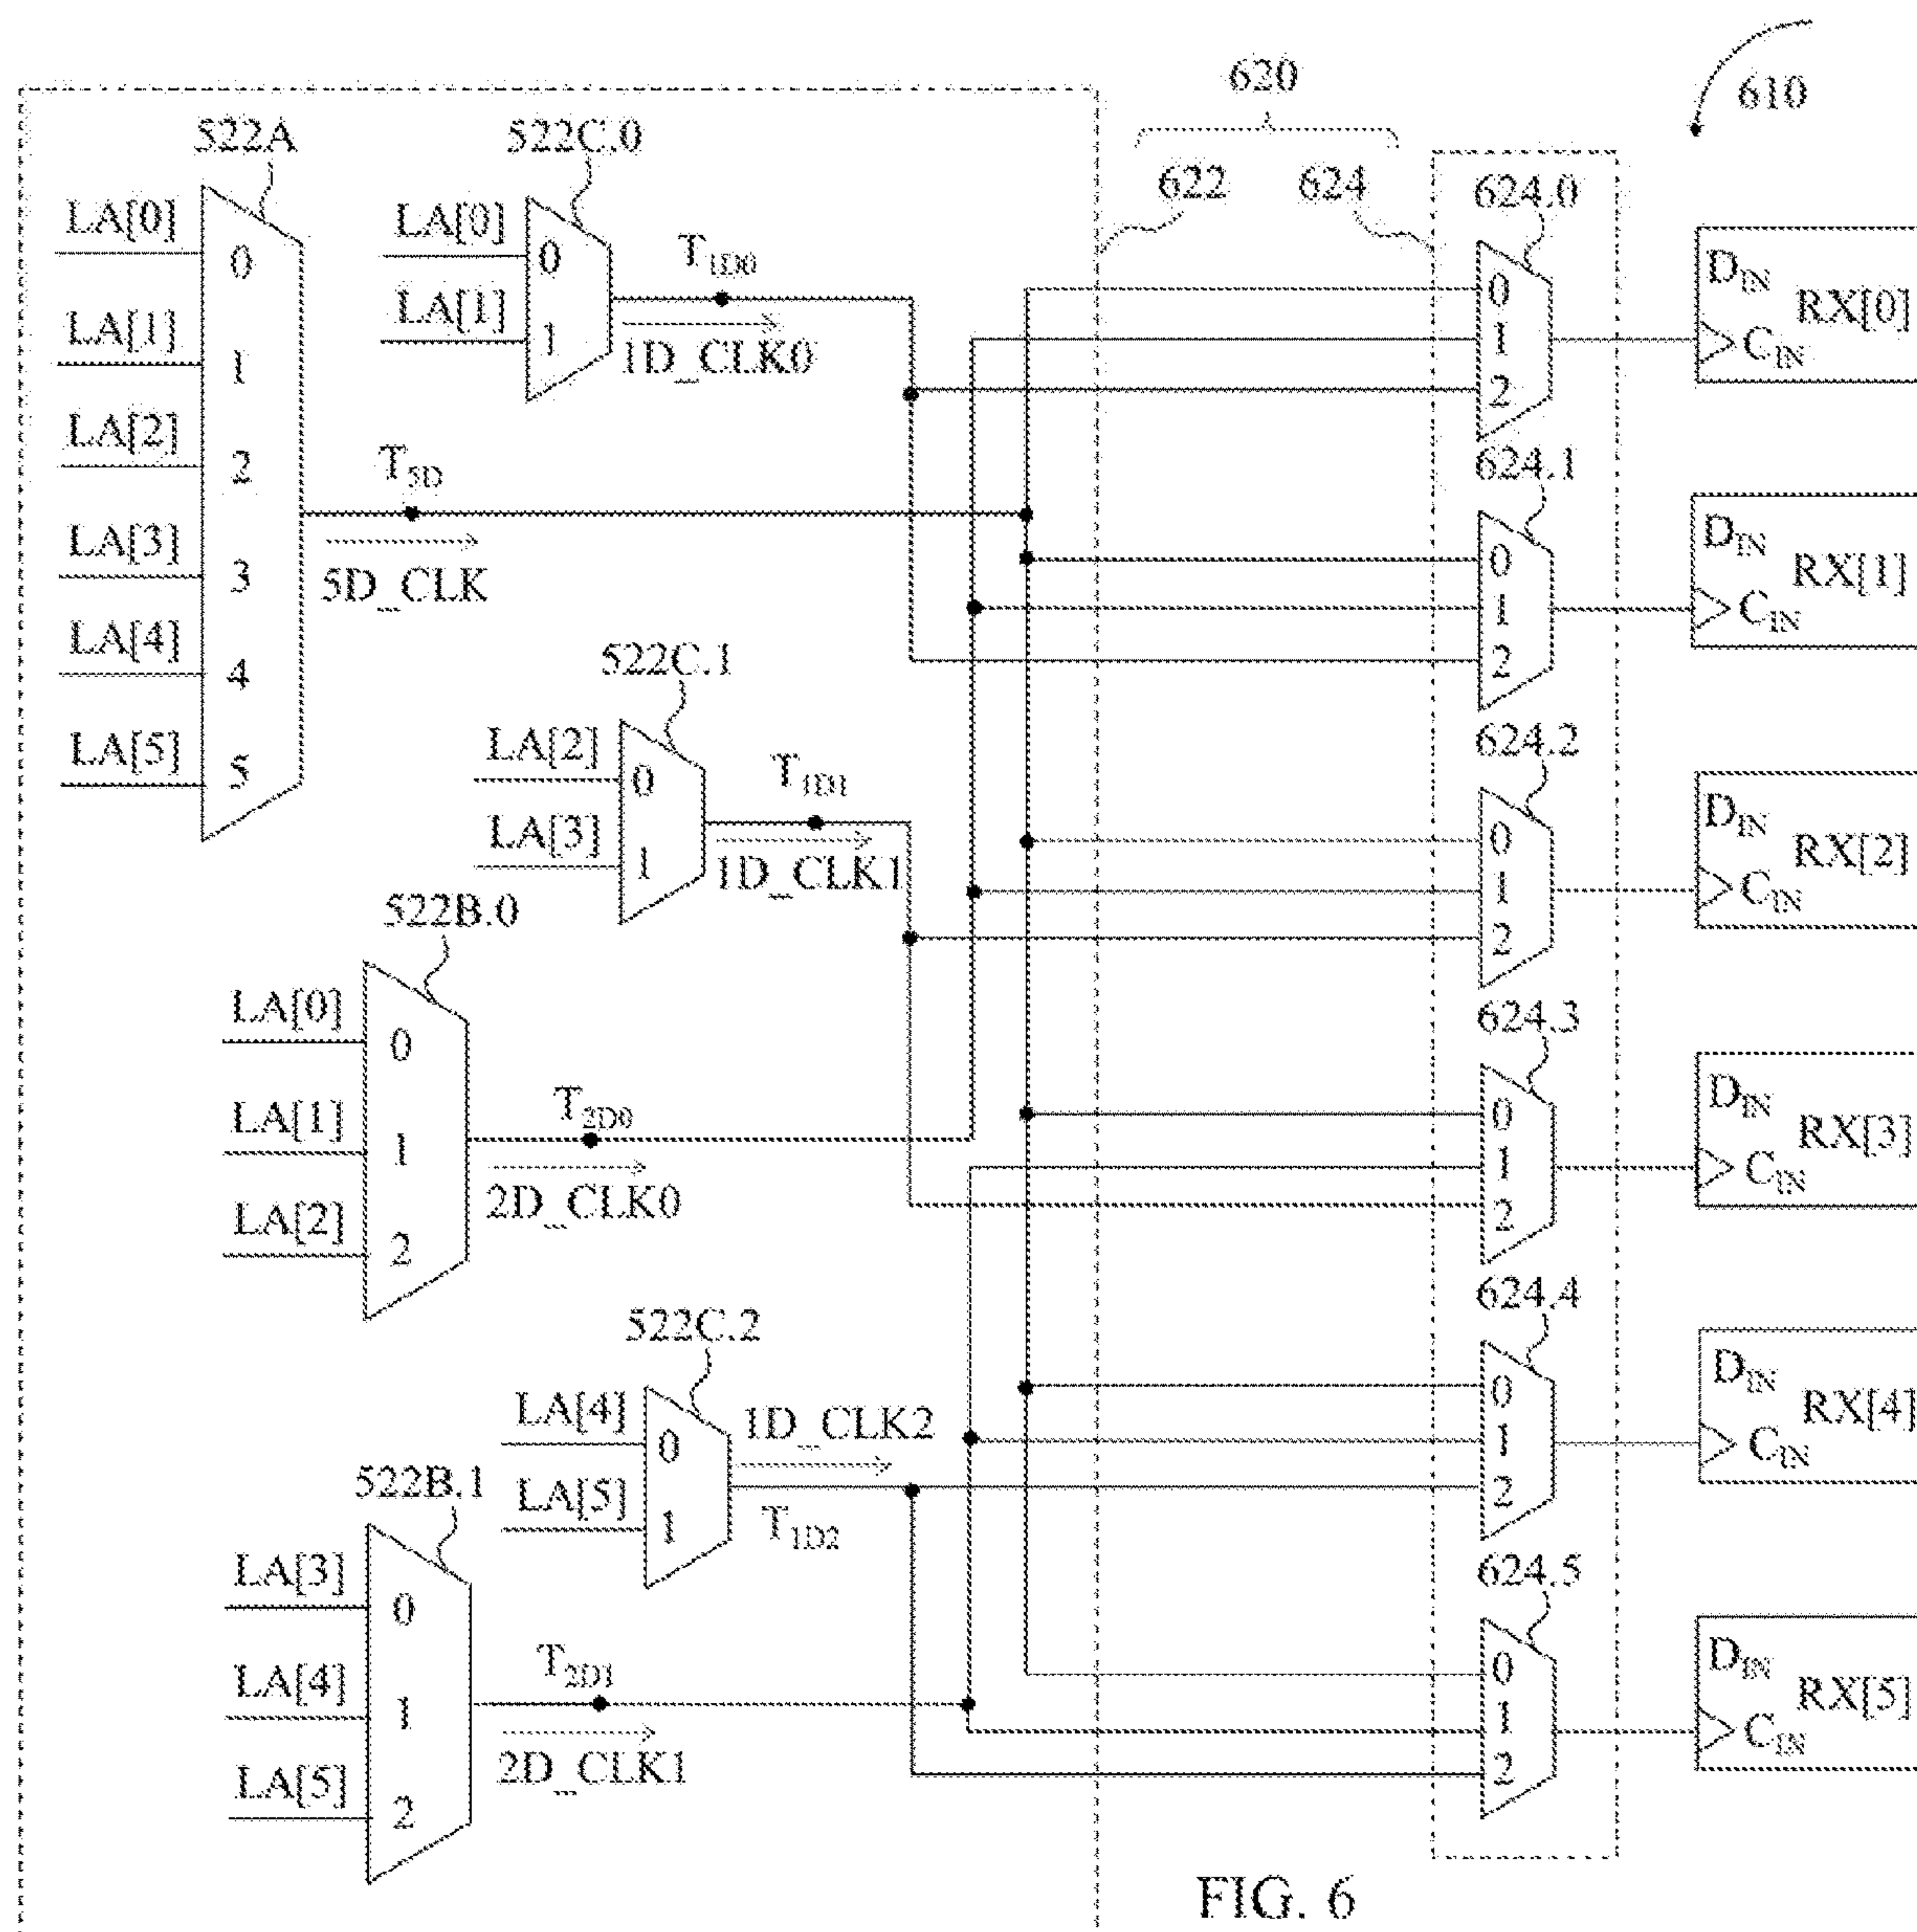 610
620
622
624
522A
LA[0]
LA[1]
LA[2]
LA[3]
LA[4]
LA[5]
0
1
2
3
4
5
T5D
5D_CLK
522C.0
LA[0]
LA[1]
0
1
T1D0
1D_CLK0
522C.1
LA[2]
LA[3]
0
1
T1D1
1D_CLK1
522B.0
LA[0]
LA[1]
LA[2]
0
1
2
T2D0
2D_CLK0
522C.2
LA[4]
LA[5]
0
1
1D_CLK2
T1D2
522B.1
LA[3]
LA[4]
LA[5]
0
1
2
T2D1
2D_CLK1
624.0
0
1
2
DIN
RX[0]
CIN
624.1
0
1
2
DIN
RX[1]
CIN
624.2
0
1
2
DIN
RX[2]
CIN
624.3
0
1
2
DIN
RX[3]
CIN
624.4
0
1
2
DIN
RX[4]
CIN
624.5
0
1
2
DIN
RX[5]
CIN
FIG. 6